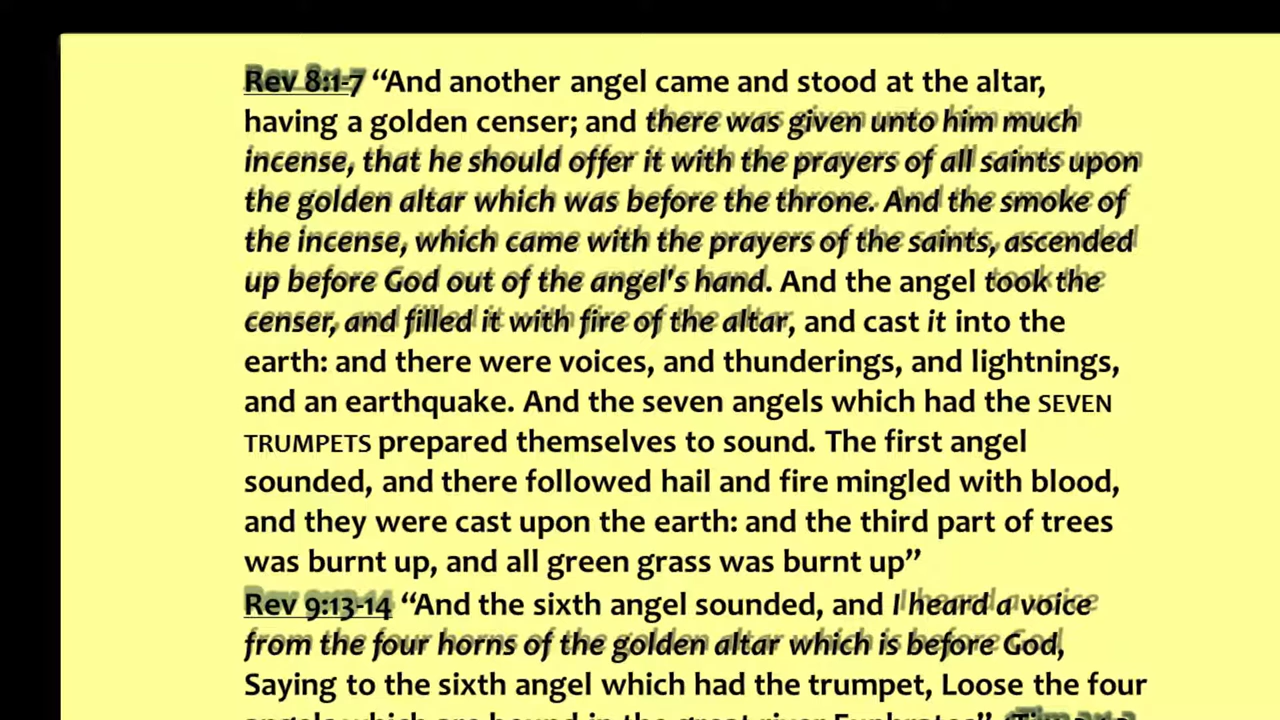 Rev 8:1-7 “And another angel came and stood at the altar,
having a golden censer; and there was given unto him much
incense, that he should offer it with the prayers of all saints upon
the golden altar which was before the throne. And the smoke of
the incense, which came with the prayers of the saints, ascended
up before God out of the angel's hand. And the angel took the
censer, and filled it with fire of the altar, and cast it into the
earth: and there were voices, and thunderings, and lightnings,
and an earthquake. And the seven angels which had the SEVEN
TRUMPETS prepared themselves to sound. The first angel
sounded, and there followed hail and fire mingled with blood,
and they were cast upon the earth: and the third part of trees
was burnt up, and all green grass was burnt up”
Rev 9:13-14 “And the sixth angel sounded, and I heard a voice
from the four horns of the golden altar which is before God,
Saying to the sixth angel which had the trumpet, Loose the four
angels which are bound in the great river Euphrates”